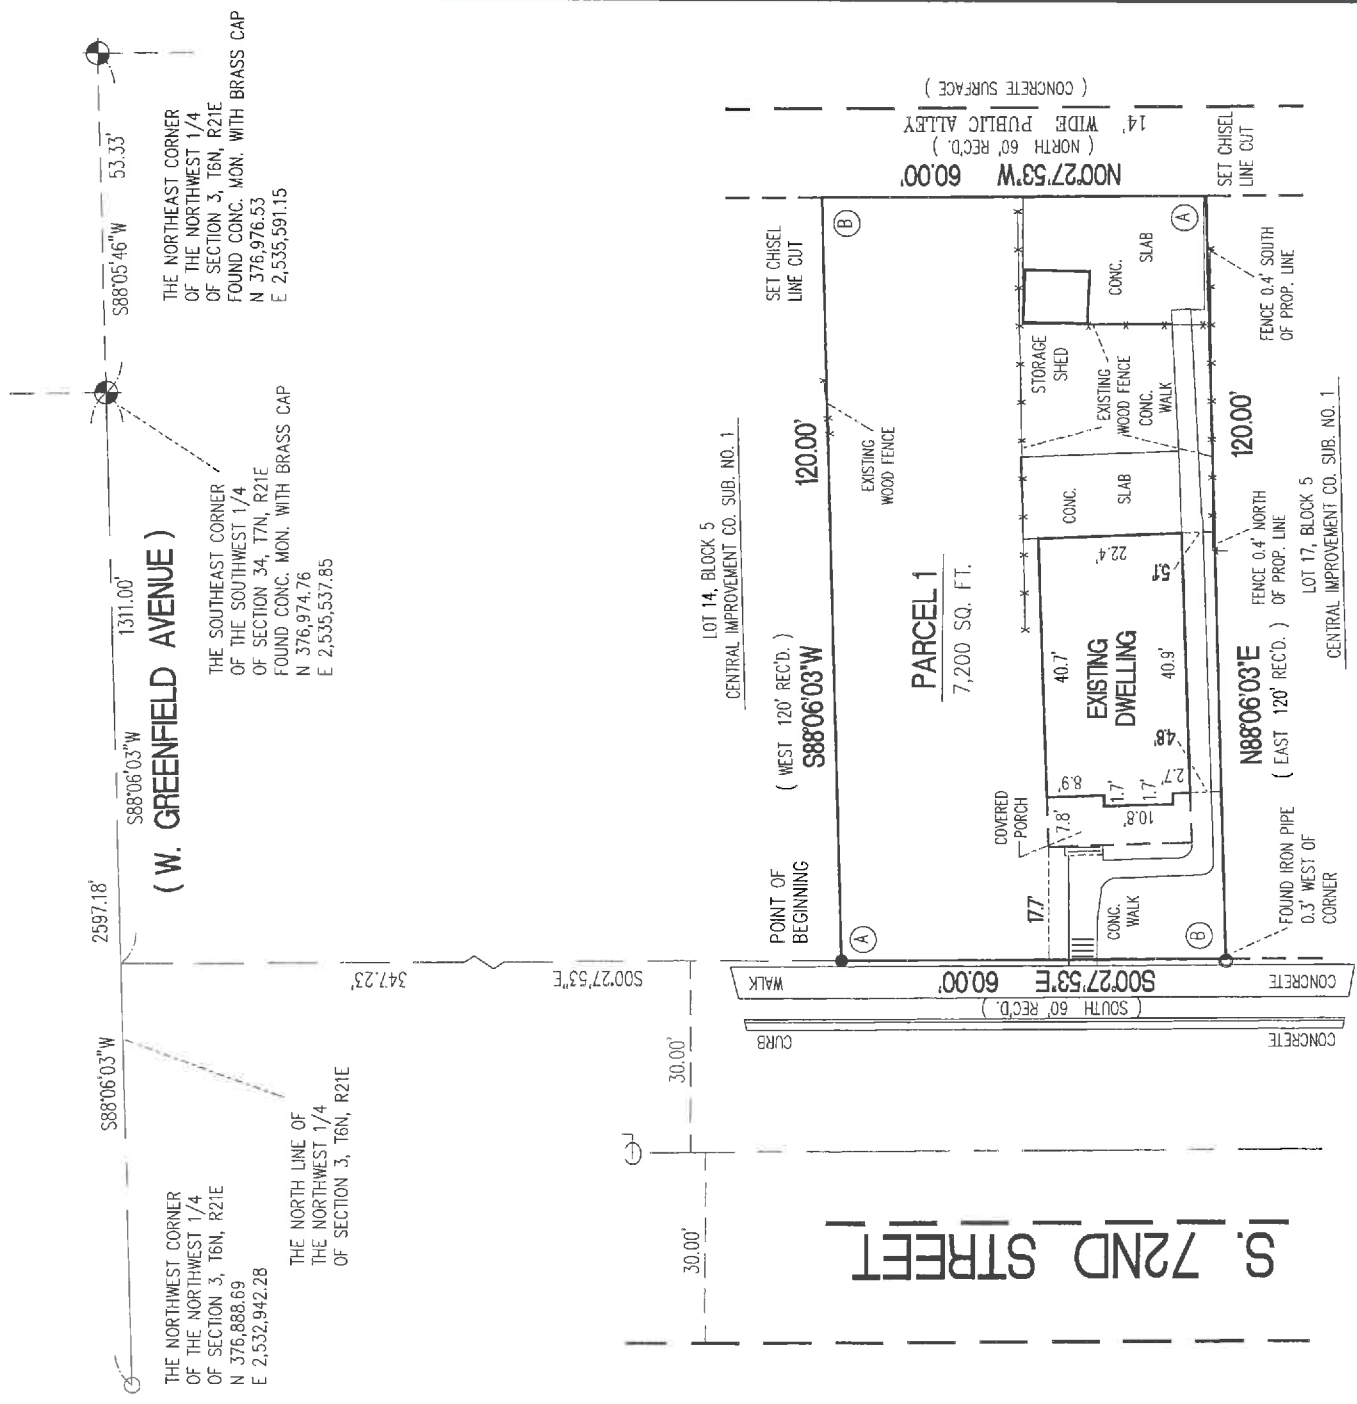 S88°05'46"W 53.33'
THE NORTHEAST CORNER
OF THE NORTHWEST 1/4
OF SECTION 3, T6N, R21E
FOUND CONC. MON. WITH BRASS CAP
N 376,976.53
E 2,535,591.15
THE SOUTHEAST CORNER
OF THE SOUTHWEST 1/4
OF SECTION 34, T7N, R21E
FOUND CONC. MON. WITH BRASS CAP
N 376,974.76
E 2,535,537.85
1311.00'
S88°06'03"W
2597.18'
( W. GREENFIELD AVENUE )
S88°06'03"W
THE NORTHWEST CORNER
OF THE NORTHWEST 1/4
OF SECTION 3, T6N, R21E
N 376,888.69
E 2,532,942.28
THE NORTH LINE OF
THE NORTHWEST 1/4
OF SECTION 3, T6N, R21E
347.23'
S00°27'53"E
( CONCRETE SURFACE )
14' WIDE PUBLIC ALLEY
( NORTH 60' REC'D. )
N00°27'53"W 60.00'
SET CHISEL
LINE CUT
SET CHISEL
LINE CUT
B
A
LOT 14, BLOCK 5
CENTRAL IMPROVEMENT CO. SUB. NO. 1
( WEST 120' REC'D. )
S88°06'03"W
120.00'
EXISTING
WOOD FENCE
PARCEL 1
7,200 SQ. FT.
CONC.
SLAB
STORAGE
SHED
EXISTING
WOOD FENCE
CONC.
WALK
CONC.
SLAB
22.4'
5.1'
40.7'
EXISTING
DWELLING
40.9'
4.8'
8.9'
1.7'
1.7'
2.7'
10.8'
7.8'
COVERED
PORCH
17.7'
CONC.
WALK
POINT OF
BEGINNING
A
B
FENCE 0.4' SOUTH
OF PROP. LINE
120.00'
FENCE 0.4' NORTH
OF PROP. LINE
LOT 17, BLOCK 5
CENTRAL IMPROVEMENT CO. SUB. NO. 1
N88°06'03"E
( EAST 120' REC'D. )
FOUND IRON PIPE
0.3' WEST OF
CORNER
CONCRETE WALK
S00°27'53"E 60.00'
( SOUTH 60' REC'D. )
CONCRETE CURB
30.00'
30.00'
S. 72ND STREET